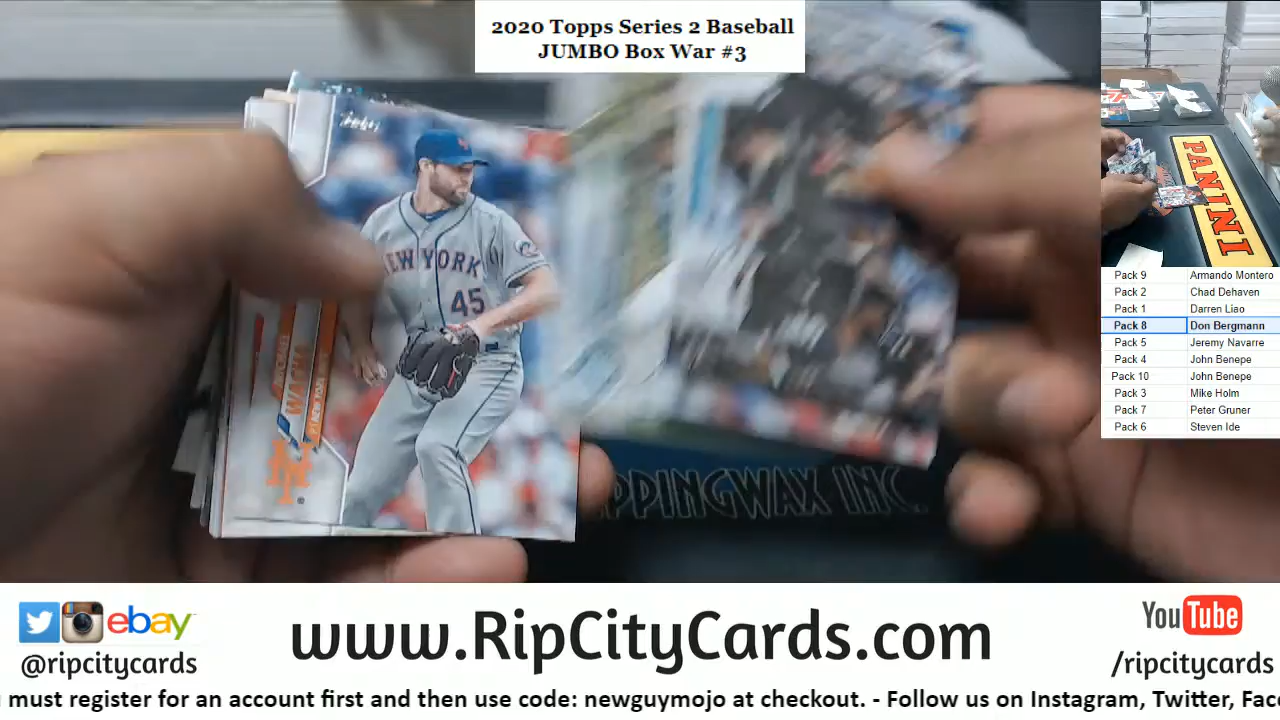 2020 Topps Series 2 Baseball
JUMBO Box War #3
NEW YORK
45
MICHAEL
WACHA
PPINGWAX INC.
PANINI
Pack 9 Armando Montero
Pack 2 Chad Dehaven
Pack 1 Darren Liao
Pack 8 Don Bergmann
Pack 5 Jeremy Navarre
Pack 4 John Benepe
Pack 10 John Benepe
Pack 3 Mike Holm
Pack 7 Peter Gruner
Pack 6 Steven Ide
ebay
@ripcitycards
www.RipCityCards.com
YouTube
/ripcitycards
must register for an account first and then use code: newguymojo at checkout. - Follow us on Instagram, Twitter, Fac